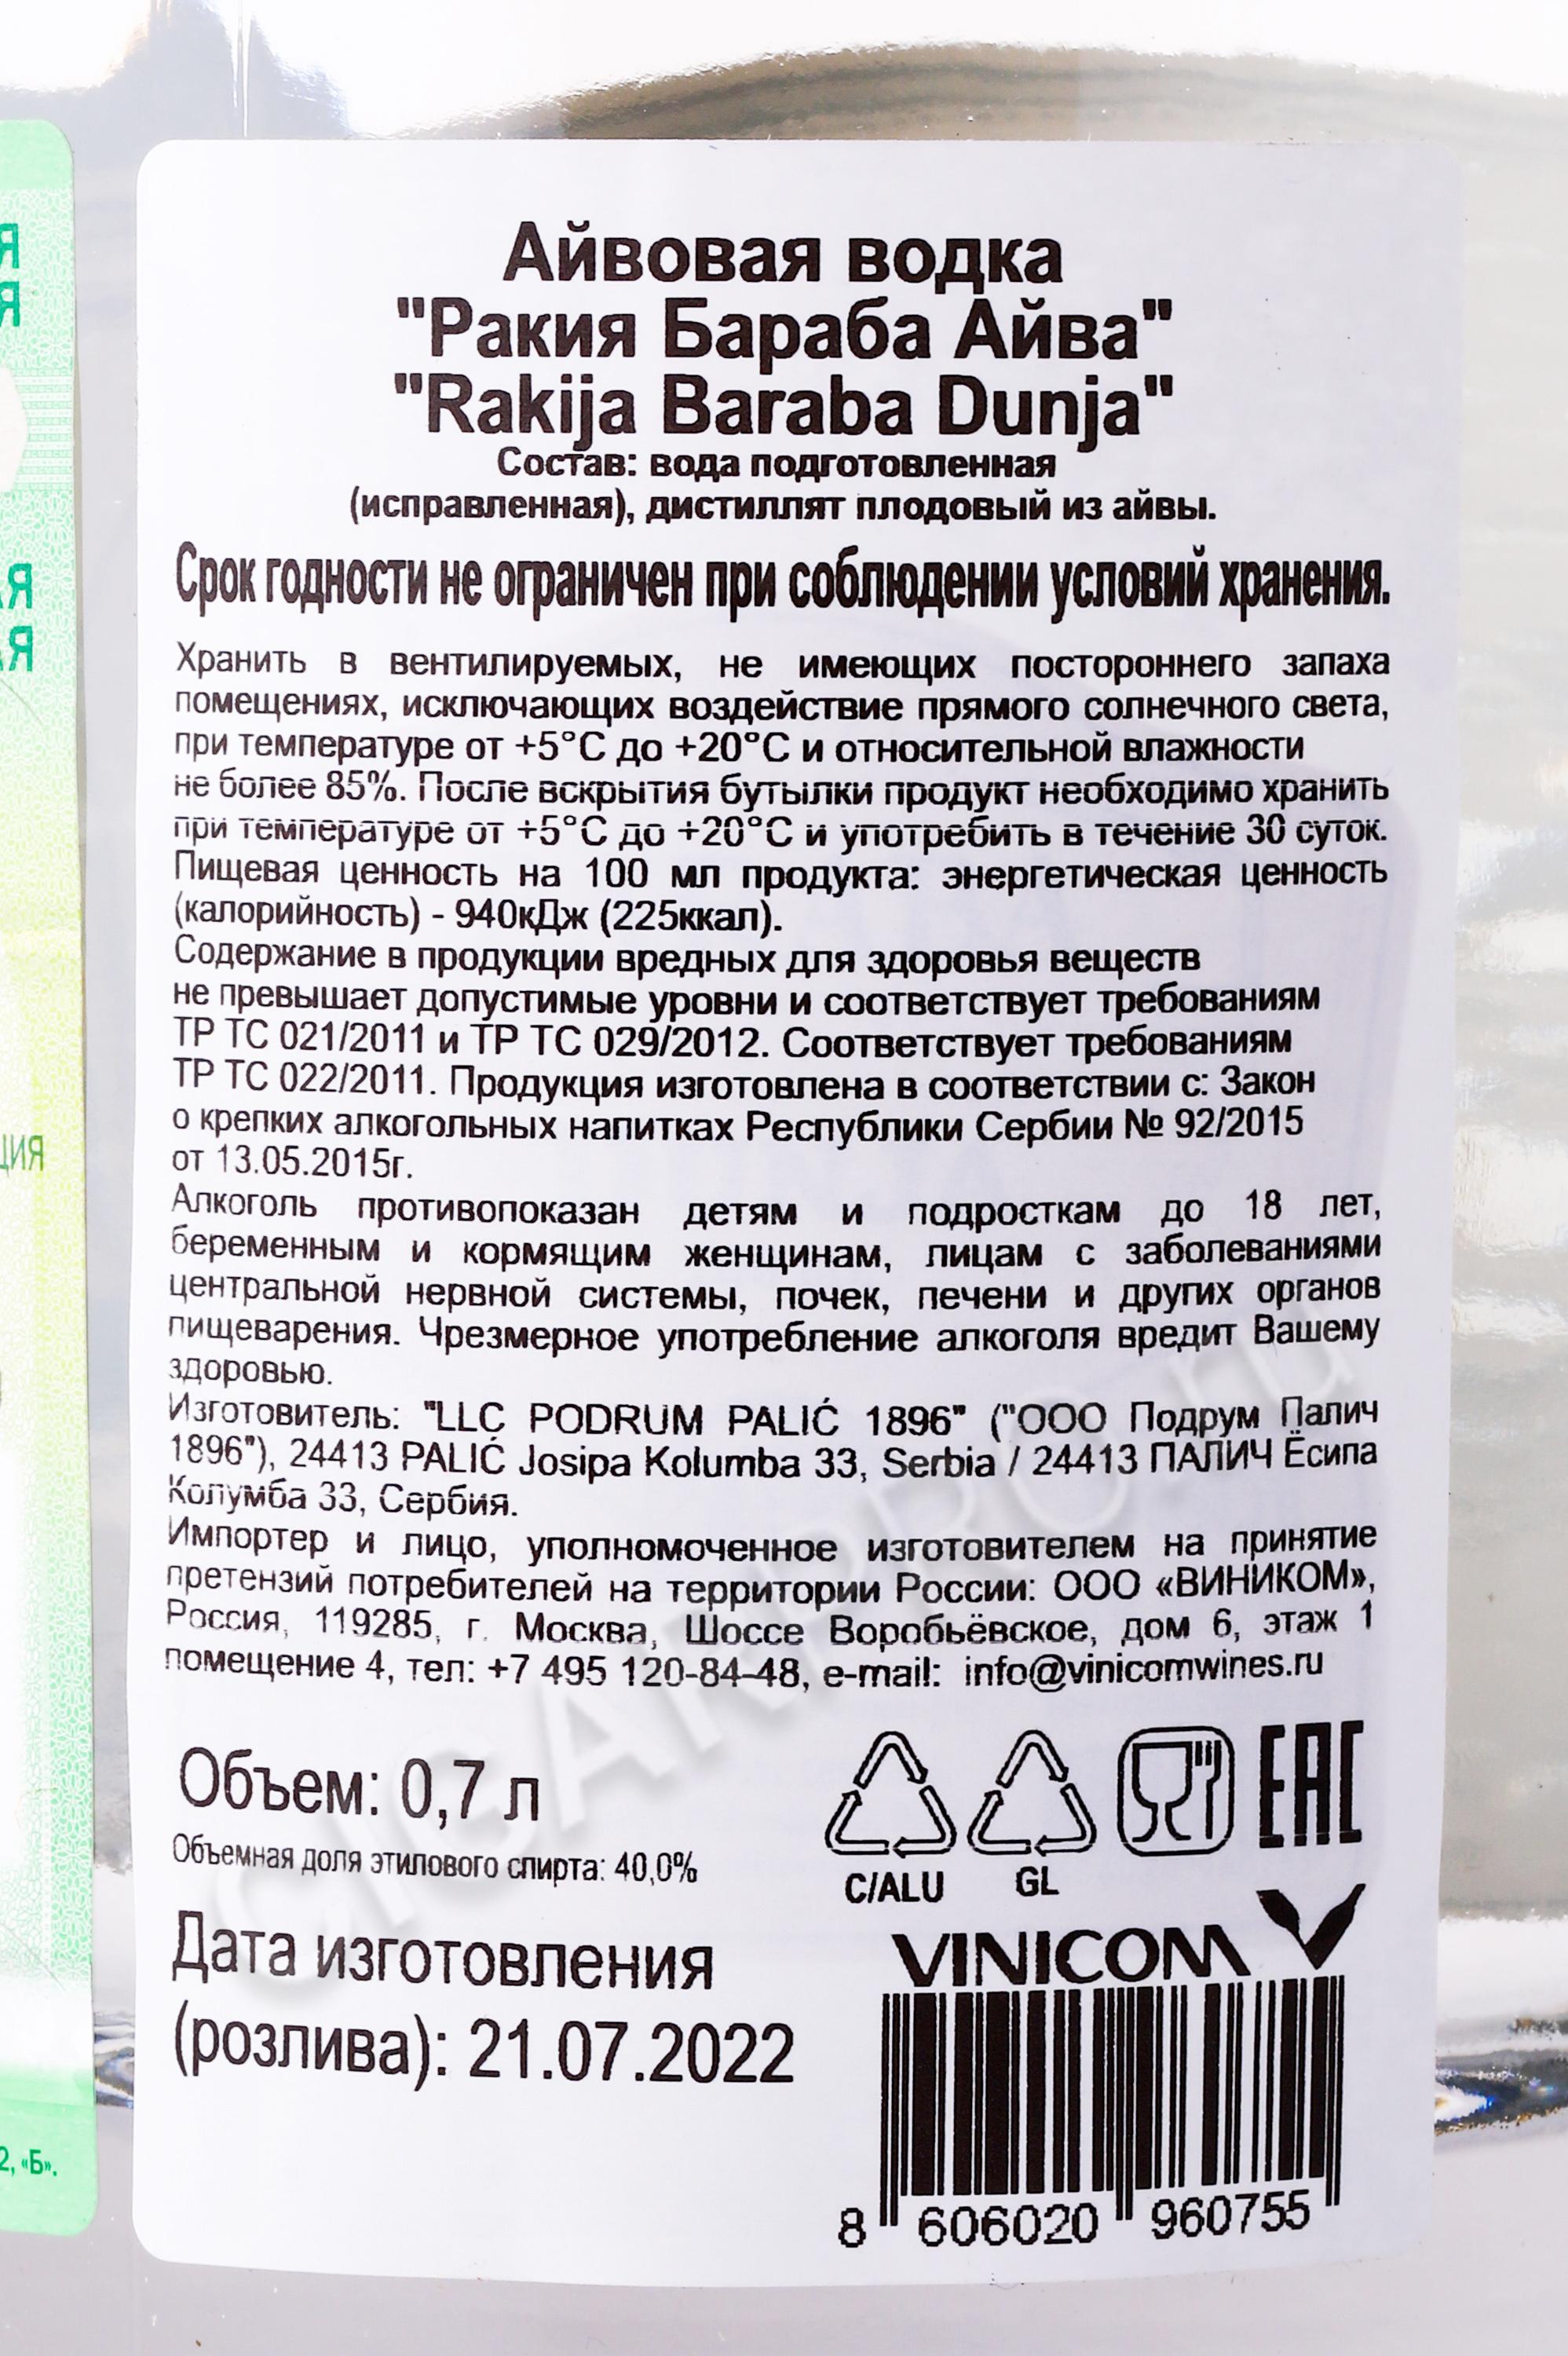 Айвовая водка
"Ракия Бараба Айва"
"Rakija Baraba Dunja"
Состав: вода подготовленная
(исправленная), дистиллят плодовый из айвы.
Срок годности не ограничен при соблюдении условий хранения.
Хранить в вентилируемых, не имеющих постороннего запаха
помещениях, исключающих воздействие прямого солнечного света,
при температуре от +5°С до +20°С и относительной влажности
не более 85%. После вскрытия бутылки продукт необходимо хранить
при температуре от +5°С до +20°С и употребить в течение 30 суток.
Пищевая ценность на 100 мл продукта: энергетическая ценность
(калорийность) - 940кДж (225ккал).
Содержание в продукции вредных для здоровья веществ
не превышает допустимые уровни и соответствует требованиям
ТР ТС 021/2011 и ТР ТС 029/2012. Соответствует требованиям
ТР ТС 022/2011. Продукция изготовлена в соответствии с: Закон
о крепких алкогольных напитках Республики Сербии № 92/2015
от 13.05.2015г.
Алкоголь противопоказан детям и подросткам до 18 лет,
беременным и кормящим женщинам, лицам с заболеваниями
центральной нервной системы, почек, печени и других органов
пищеварения. Чрезмерное употребление алкоголя вредит Вашему
здоровью.
Изготовитель: "LLC PODRUM PALIĆ 1896" ("ООО Подрум Палич
1896"), 24413 PALIĆ Josipa Kolumba 33, Serbia / 24413 ПАЛИЧ Ёсипа
Колумба 33, Сербия.
Импортер и лицо, уполномоченное изготовителем на принятие
претензий потребителей на территории России: ООО «ВИНИКОМ»,
Россия, 119285, г. Москва, Шоссе Воробьёвское, дом 6, этаж 1
помещение 4, тел: +7 495 120-84-48, e-mail: info@vinicomwines.ru
Объем: 0,7 л
Объемная доля этилового спирта: 40,0%
Дата изготовления
(розлива): 21.07.2022
C/ALU GL
EAC
VINICOM
8 606020 960755
CIGARPRO.ru
2, «Б».